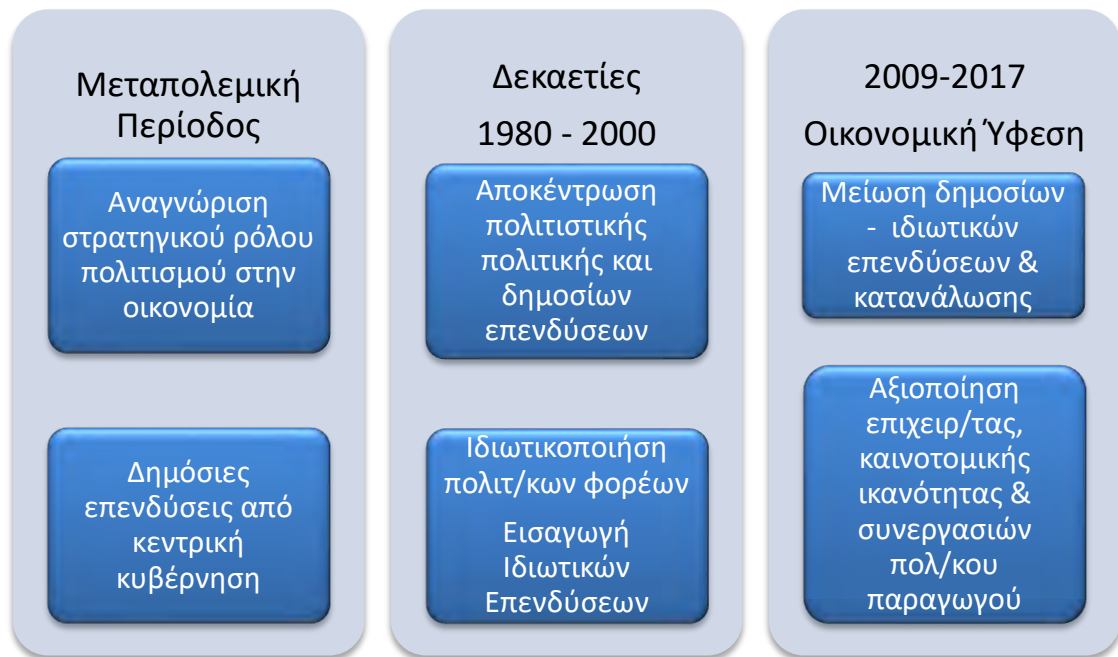 Μεταπολεμική
Περίοδος
Αναγνώριση
στρατηγικού ρόλου
πολιτισμού στην
οικονομία
Δημόσιες
επενδύσεις από
κεντρική
κυβέρνηση
Δεκαετίες
1980 - 2000
Αποκέντρωση
πολιτιστικής
πολιτικής και
δημοσίων
επενδύσεων
Ιδιωτικοποιήση
πολιτ/κων φορέων
Εισαγωγή
Ιδιωτικών
Επενδύσεων
2009-2017
Οικονομική Ύφεση
Μείωση δημοσίων
- ιδιωτικών
επενδύσεων &
κατανάλωσης
Αξιοποίηση
επιχειρ/τας,
καινοτομικής
ικανότητας &
συνεργασιών
πολ/κου
παραγωγού